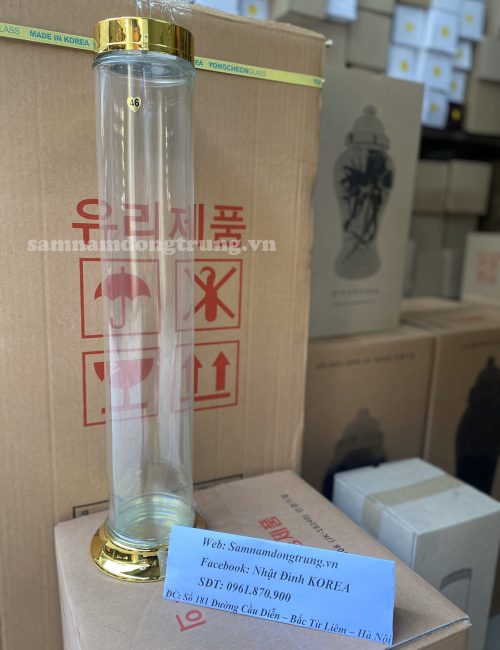 GLASS MADE IN KOREA YONGCHEON GLASS
46
유리제품
samnamdongtrung.vn
Web: Samnamdongtrung.vn
Facebook: Nhật Đình KOREA
SĐT: 0961.870.900
ĐC: Số 181 Đường Cầu Diễn – Bắc Từ Liêm – Hà Nội